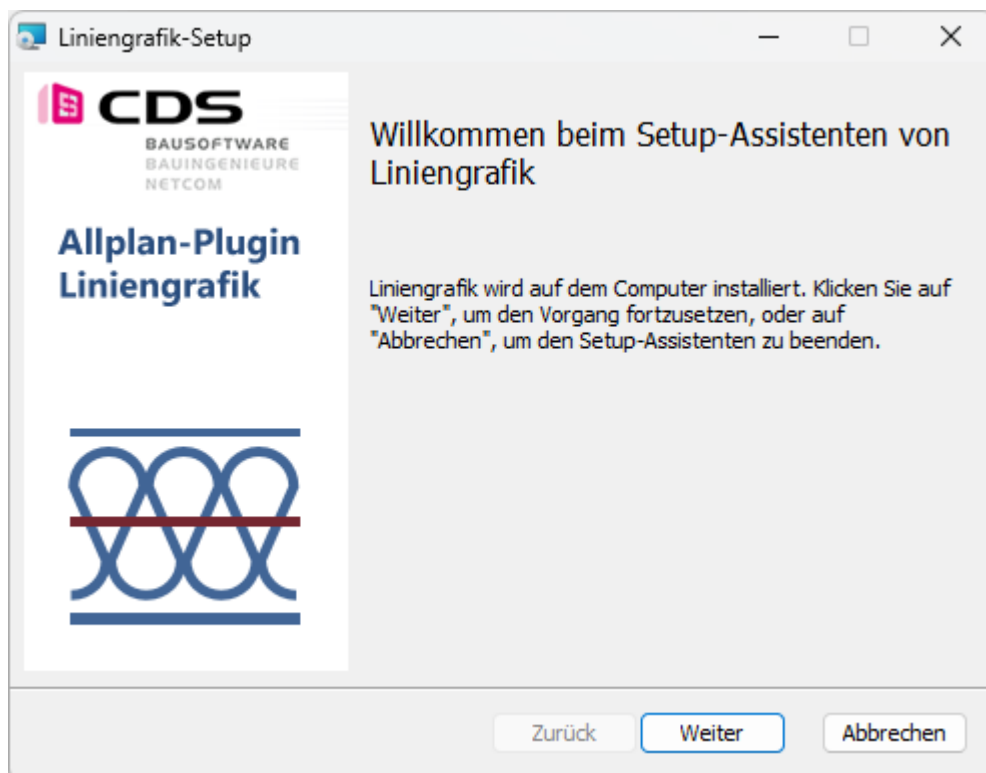 Liniengrafik-Setup
CDS
BAUSOFTWARE
BAUINGENIEURE
NETCOM
Allplan-Plugin
Liniengrafik
Willkommen beim Setup-Assistenten von
Liniengrafik
Liniengrafik wird auf dem Computer installiert. Klicken Sie auf
"Weiter", um den Vorgang fortzusetzen, oder auf
"Abbrechen", um den Setup-Assistenten zu beenden.
Zurück
Weiter
Abbrechen